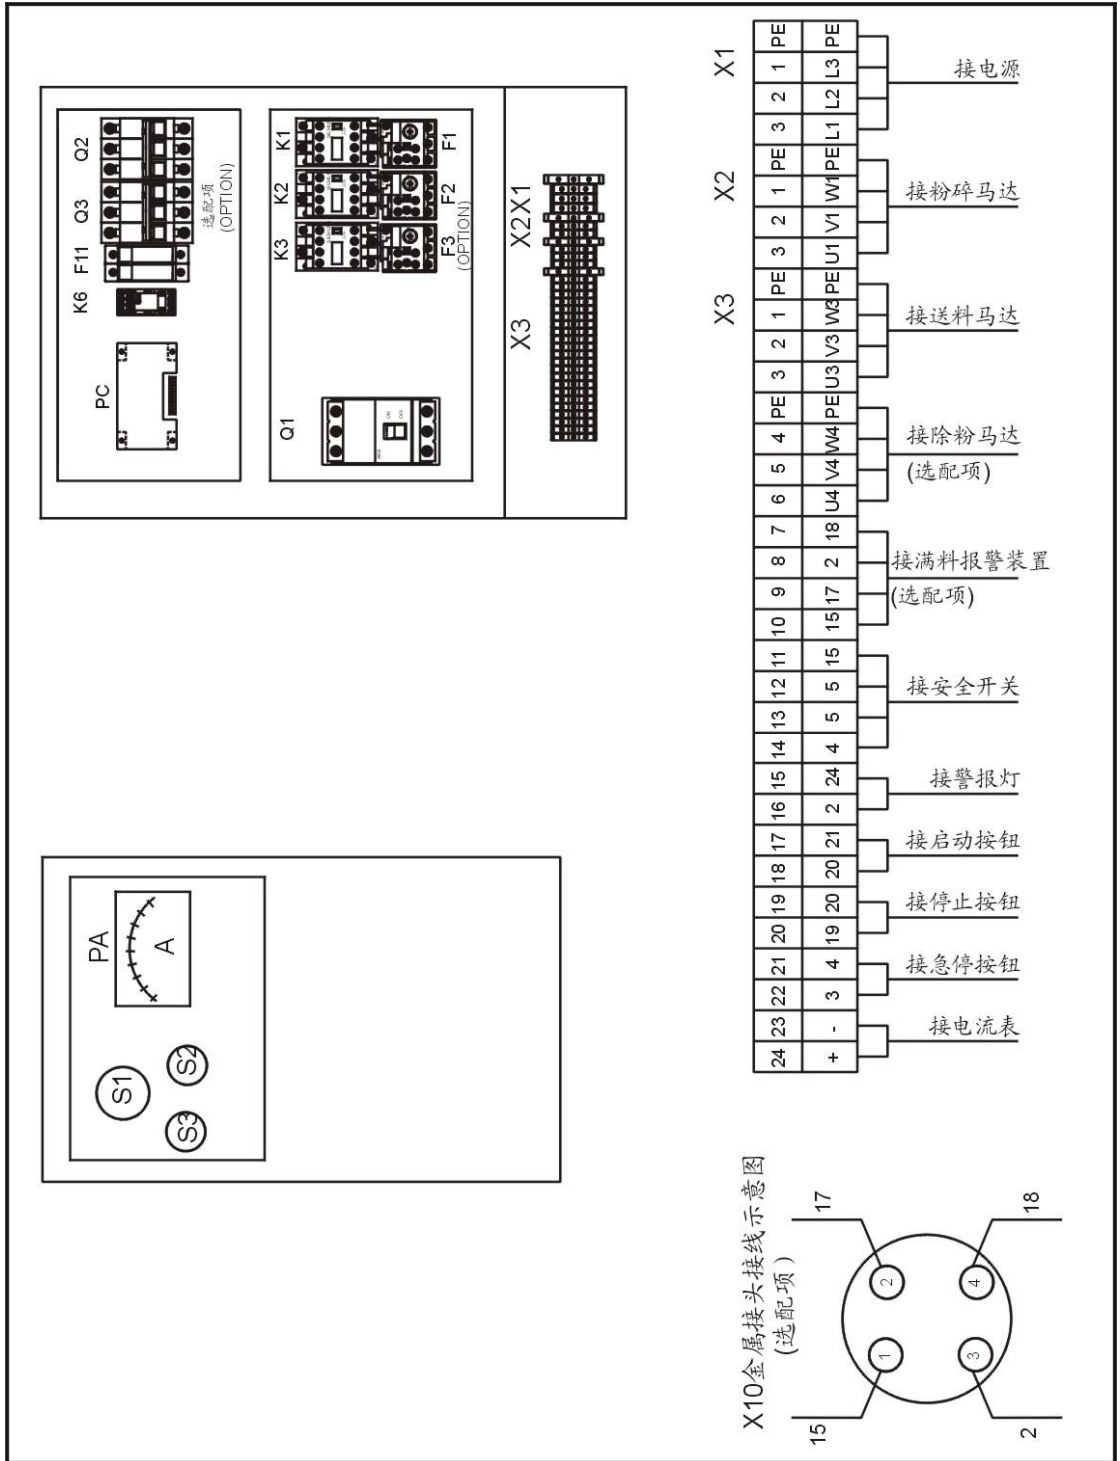 Q2
Q3
F11
K6
PC
选配项
(OPTION)
K1
K2
K3
F1
F2
F3
(OPTION)
Q1
ON
OFF
X1
X2
X3
PA
A
S1
S2
S3
X1
PE PE
1 L3
2 L2
3 L1
接电源
X2
PE PE
1 W1
2 V1
3 U1
接粉碎马达
X3
PE PE
1 W3
2 V3
3 U3
接送料马达
PE PE
4 W4
5 V4
6 U4
接除粉马达
(选配项)
7 18
8 2
9 17
10 15
接满料报警装置
(选配项)
11 15
12 5
13 5
14 4
接安全开关
15 24
16 2
接警报灯
17 21
18 20
接启动按钮
19 20
20 19
接停止按钮
21 4
22 3
接急停按钮
23 -
24 +
接电流表
X10金属接头接线示意图
(选配项)
17
18
2
4
1
3
15
2